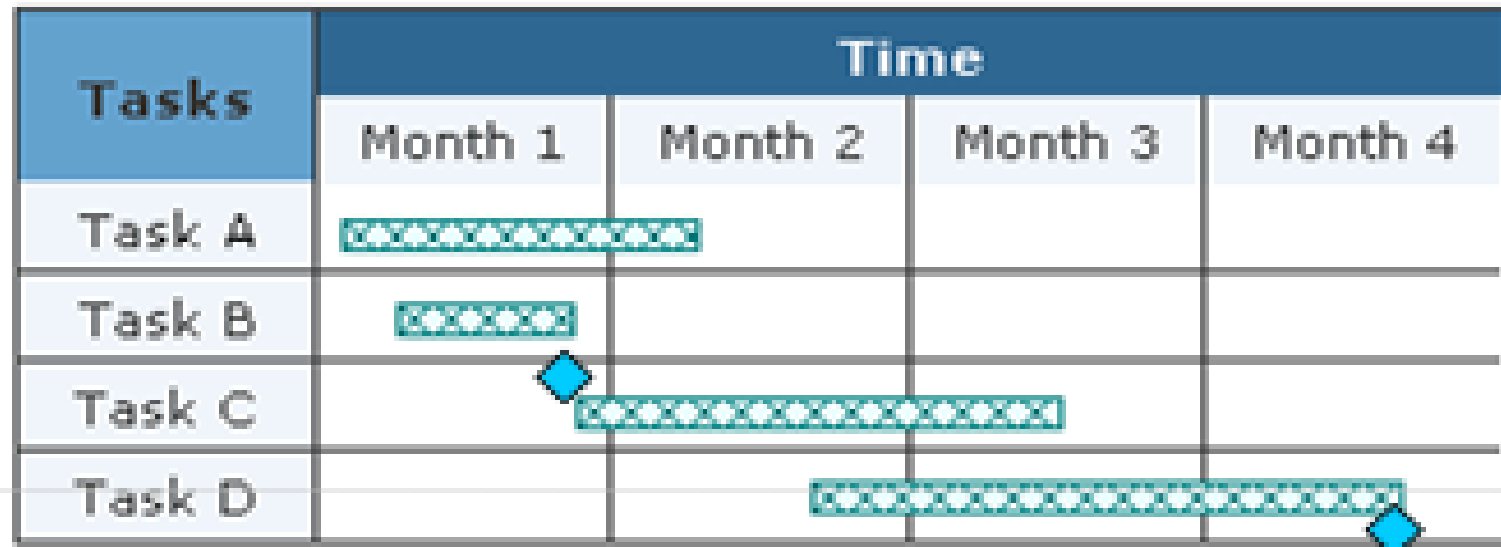 Tasks
Time
Month 1 Month 2 Month 3 Month 4
Task A
Task B
Task C
Task D